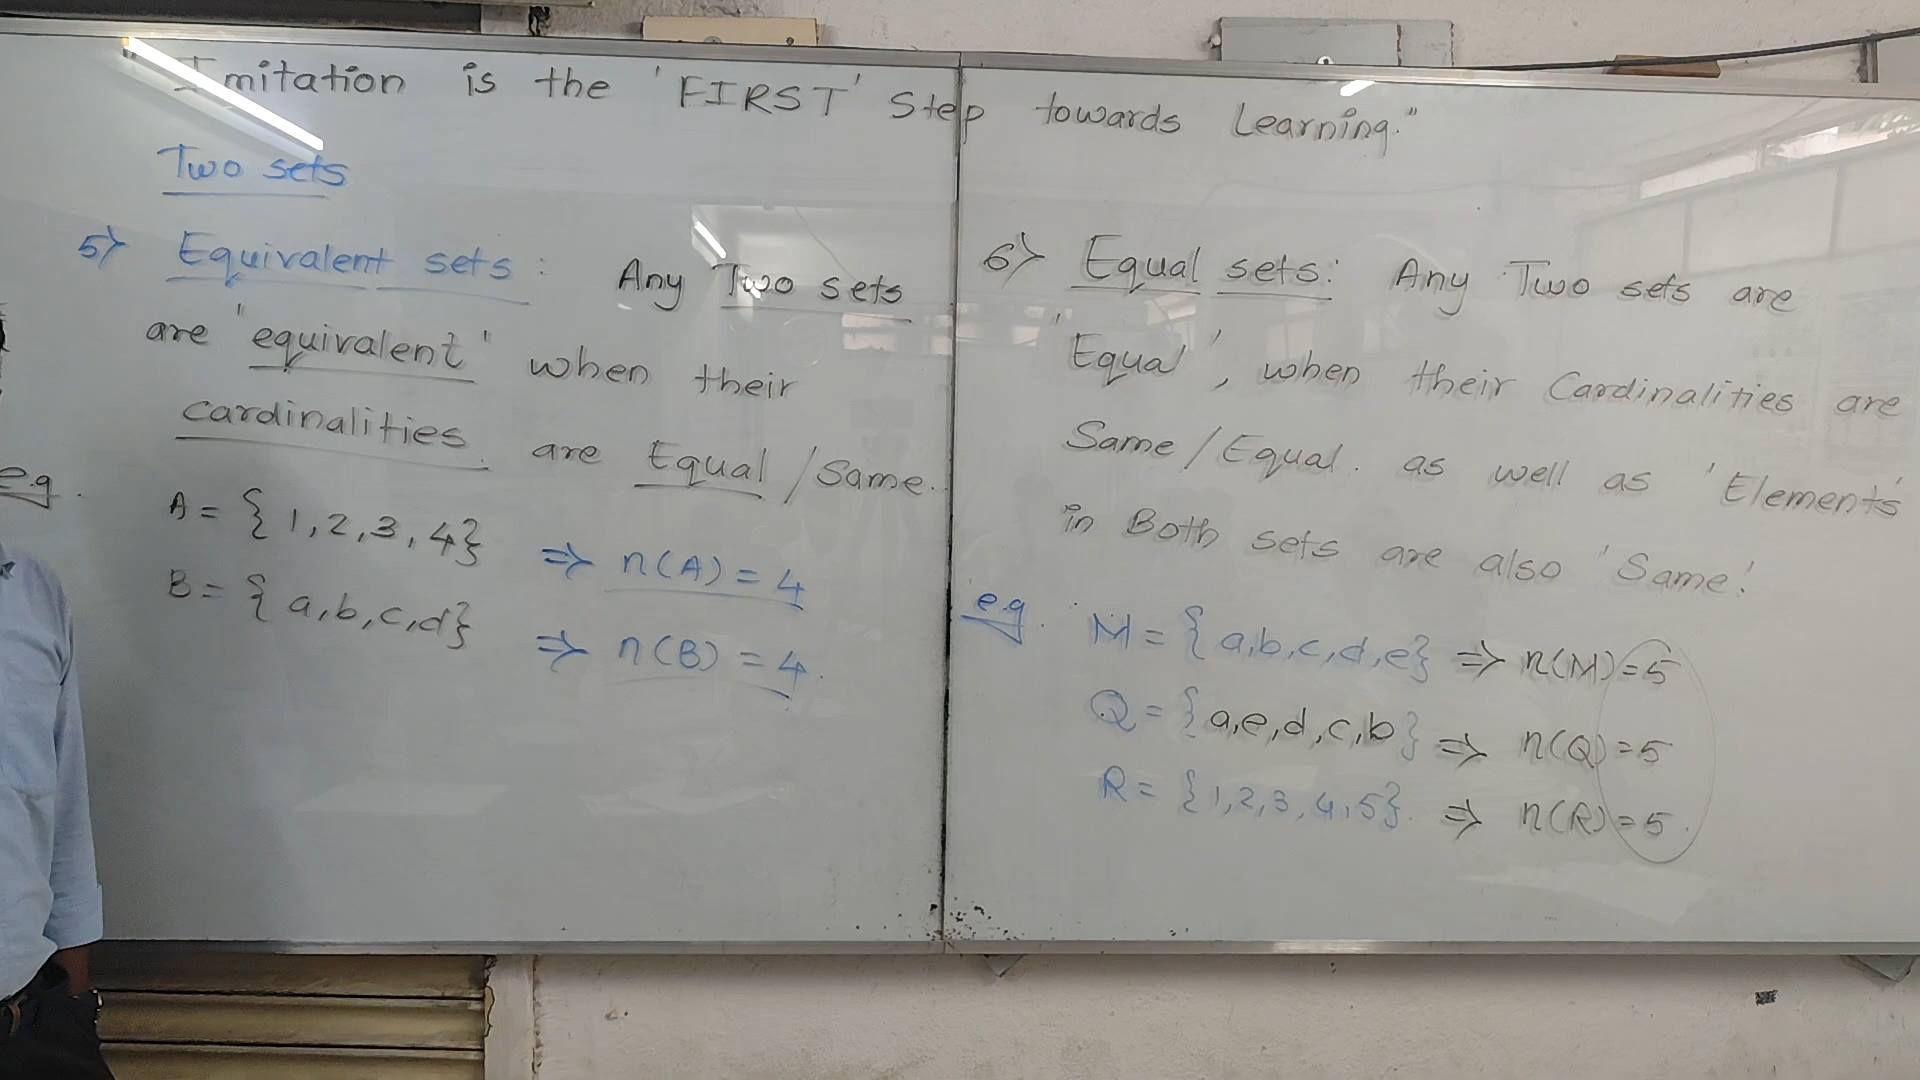 " Imitation is the 'FIRST' Step towards Learning."
Two sets
5> Equivalent sets : Any Two sets
are "equivalent" when their
cardinalities are Equal / Same.
e.g.
A = { 1, 2, 3, 4} => n(A) = 4
B = { a, b, c, d} => n(B) = 4.
6> Equal sets: Any Two sets are
'Equal', when their Cardinalities are
Same / Equal. as well as 'Elements'
in Both sets are also 'Same'.
e.g. M = { a, b, c, d, e} => n(M) = 5
Q = { a, e, d, c, b } => n(Q) = 5
R = { 1, 2, 3, 4, 5}. => n(R) = 5.